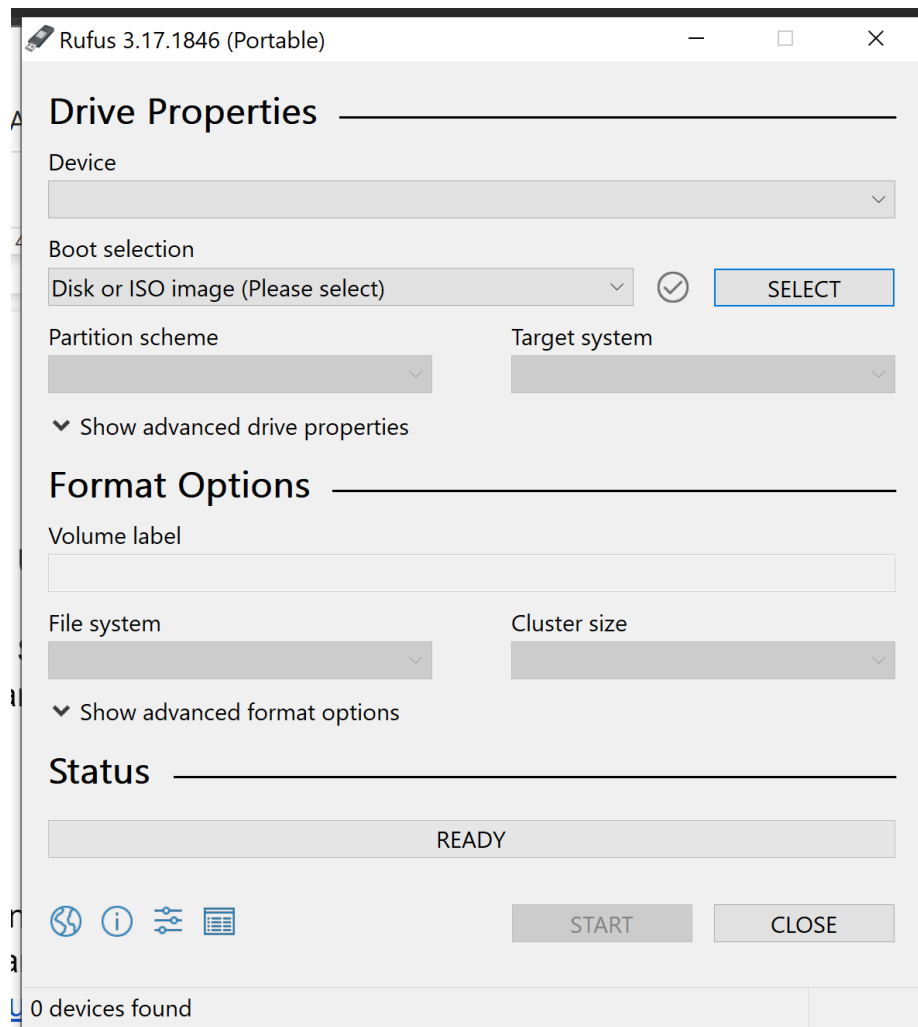 Rufus 3.17.1846 (Portable)
Drive Properties
Device
Boot selection
Disk or ISO image (Please select)
SELECT
Partition scheme
Target system
Show advanced drive properties
Format Options
Volume label
File system
Cluster size
Show advanced format options
Status
READY
START
CLOSE
0 devices found